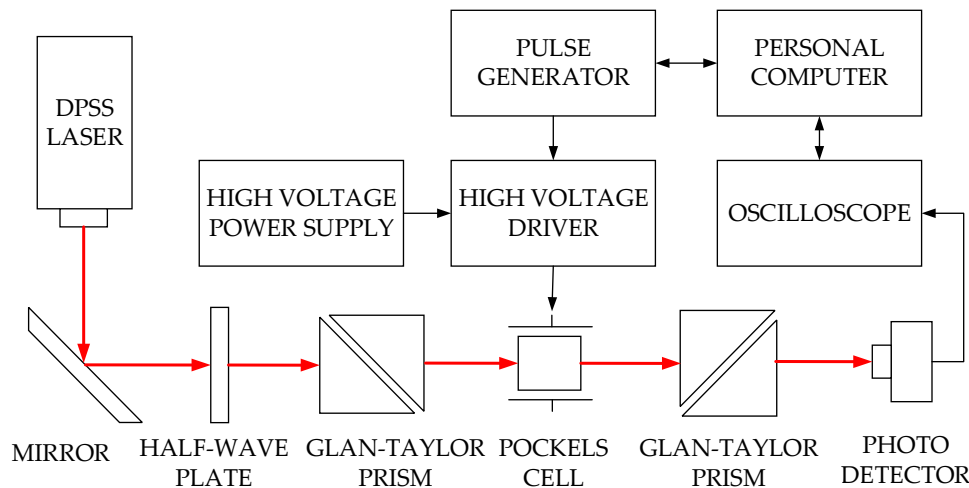 DPSS
LASER
PULSE
GENERATOR
PERSONAL
COMPUTER
HIGH VOLTAGE
POWER SUPPLY
HIGH VOLTAGE
DRIVER
OSCILLOSCOPE
MIRROR
HALF-WAVE
PLATE
GLAN-TAYLOR
PRISM
POCKELS
CELL
GLAN-TAYLOR
PRISM
PHOTO
DETECTOR